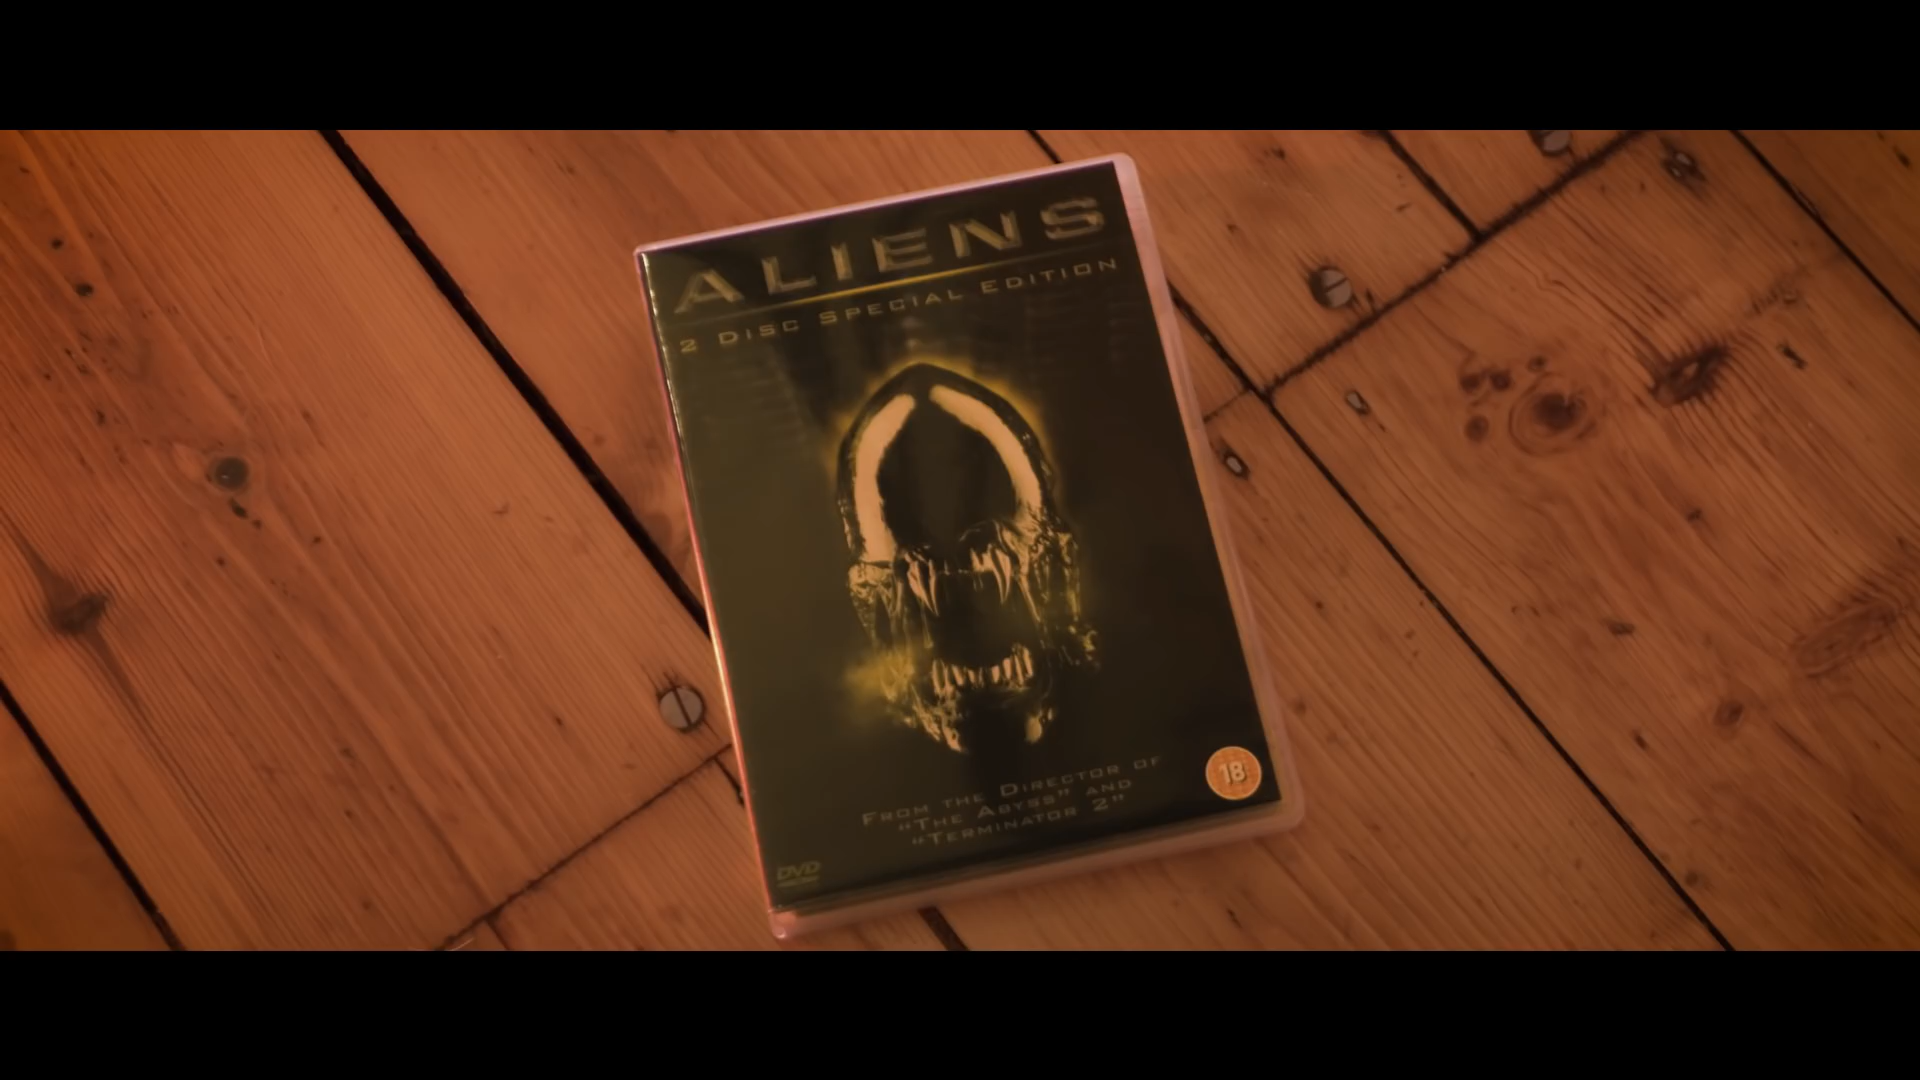 ALIENS
2 DISC SPECIAL EDITION
FROM THE DIRECTOR OF
“THE ABYSS” AND
“TERMINATOR 2”
18
DVD